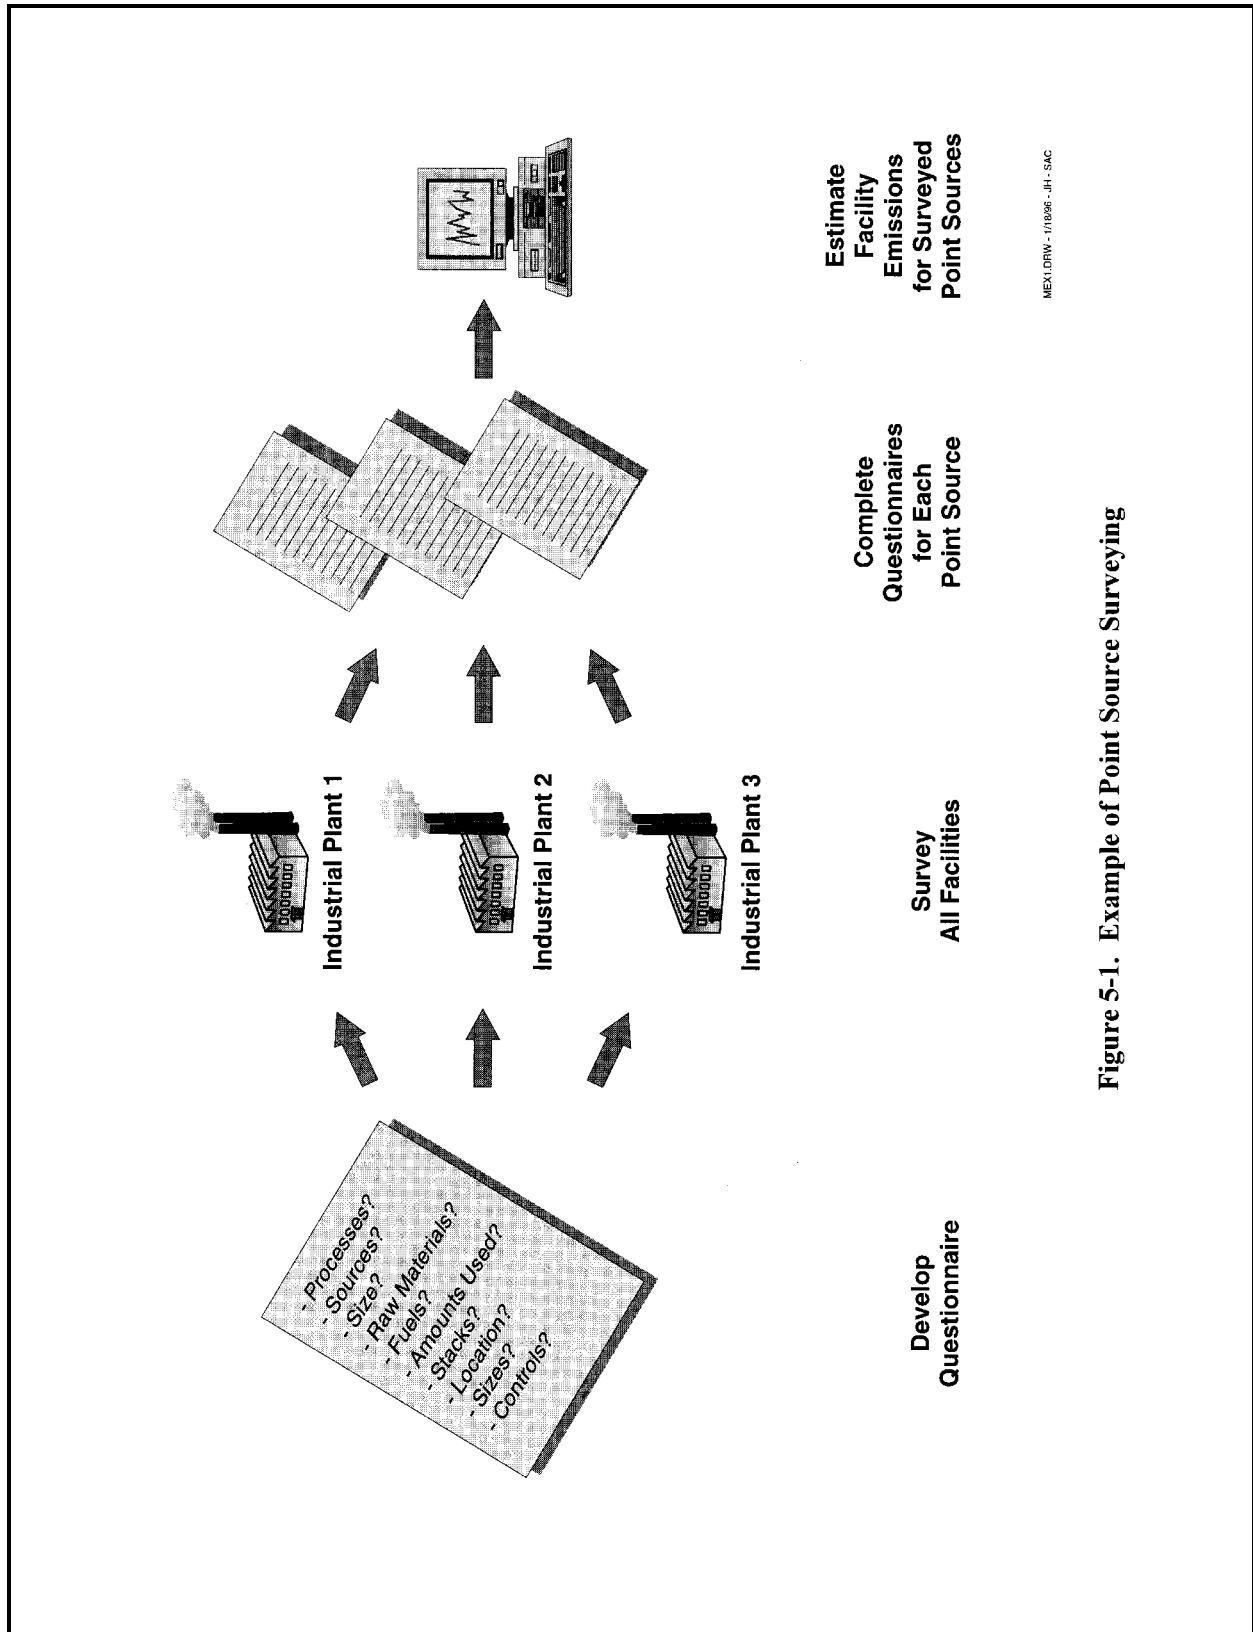 - Processes?
- Sources?
- Size?
- Raw Materials?
- Fuels?
- Amounts Used?
- Stacks?
- Location?
- Sizes?
- Controls?
Industrial Plant 1
Industrial Plant 2
Industrial Plant 3
Develop
Questionnaire
Survey
All Facilities
Complete
Questionnaires
for Each
Point Source
Estimate
Facility
Emissions
for Surveyed
Point Sources
MEX1.DRW - 1/18/96 - JH - SAC
Figure 5-1. Example of Point Source Surveying